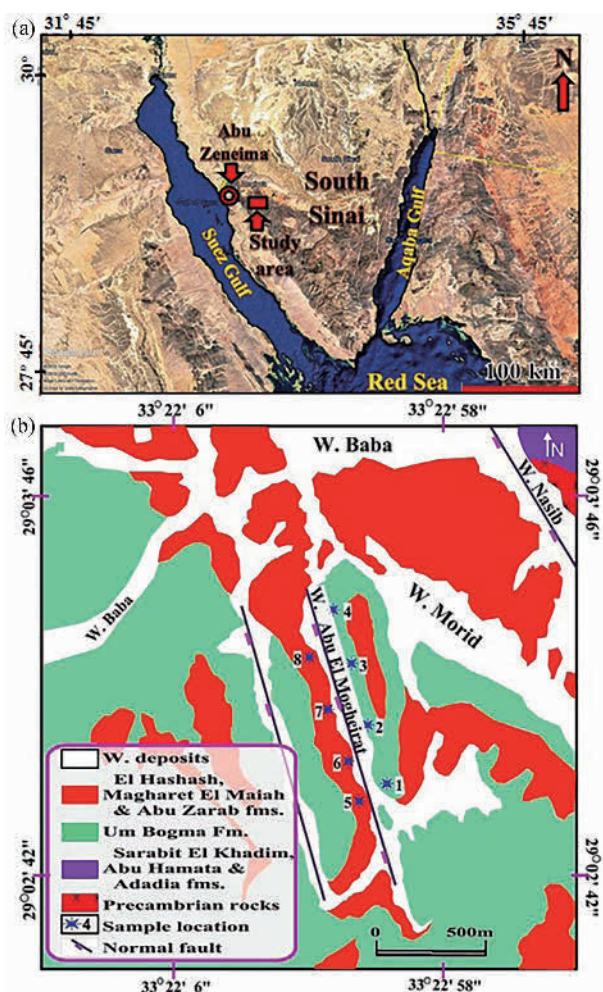 (a)
31° 45'
35° 45'
30°
N
Abu
Zeneima
South
Sinai
Study
area
Suez Gulf
Aqaba Gulf
27° 45'
Red Sea
100 km
(b)
33°22' 6"
33°22' 58"
W. Baba
N
W. Nasib
29°03' 46"
29°03' 46"
W. Baba
W. Morid
W. Abu El Mogheirat
4
8
3
7
2
6
1
5
W. deposits
El Hashash,
Magharet El Maiah
& Abu Zarab fms.
Um Bogma Fm.
Sarabit El Khadim,
Abu Hamata &
Adadia fms.
Precambrian rocks
4 Sample location
Normal fault
29°02' 42"
29°02' 42"
0 500m
33°22' 6"
33°22' 58"